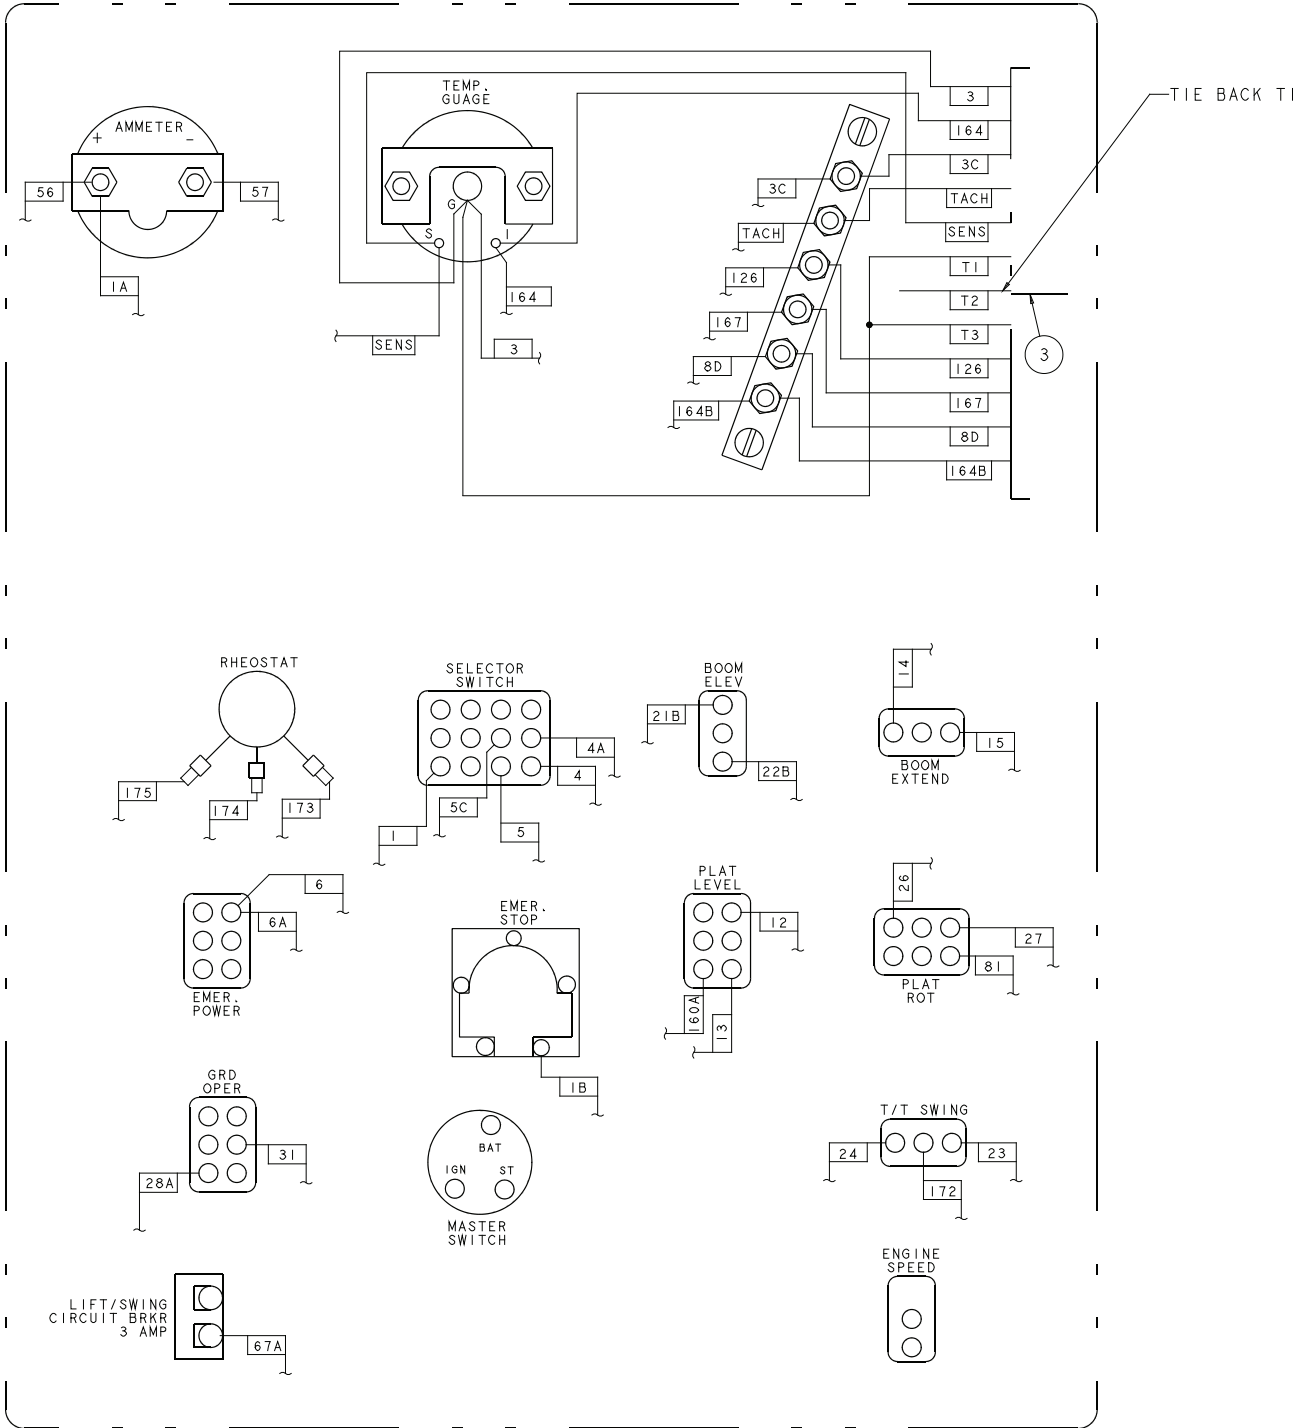 TEMP.
GUAGE
AMMETER
+ -
56
57
1A
G
S
I
164
SENS
3
3
164
3C
TACH
SENS
T1
T2
T3
126
167
8D
164B
3C
TACH
126
167
8D
164B
TIE BACK
3
RHEOSTAT
175
174
173
SELECTOR
SWITCH
4A
4
5C
1
5
BOOM
ELEV
21B
22B
14
15
BOOM
EXTEND
6
6A
EMER.
POWER
EMER.
STOP
1B
PLAT
LEVEL
12
160A
13
26
27
81
PLAT
ROT
GRD
OPER
31
28A
BAT
IGN
ST
MASTER
SWITCH
T/T SWING
24
23
172
LIFT/SWING
CIRCUIT BRKR
3 AMP
67A
ENGINE
SPEED